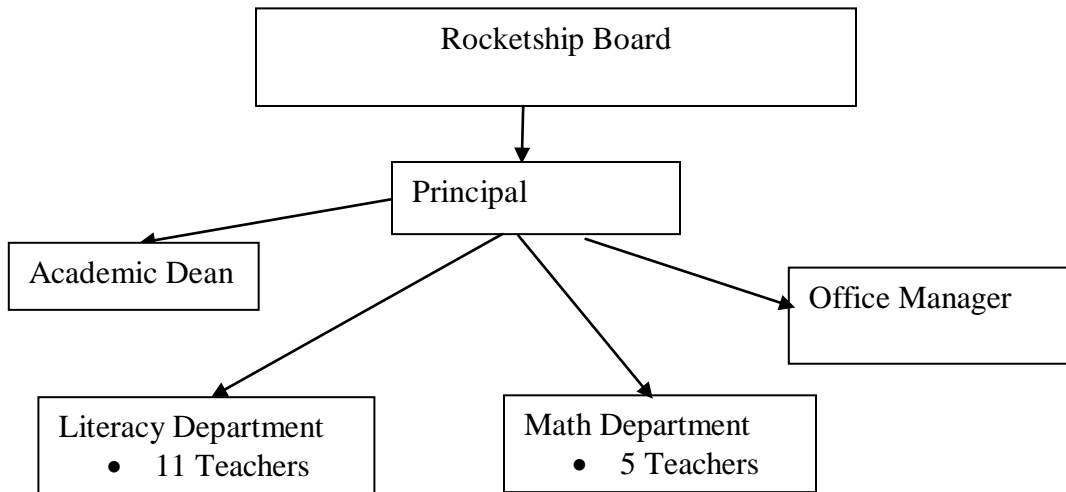 Rocketship Board
Principal
Academic Dean
Office Manager
Literacy Department
• 11 Teachers
Math Department
• 5 Teachers